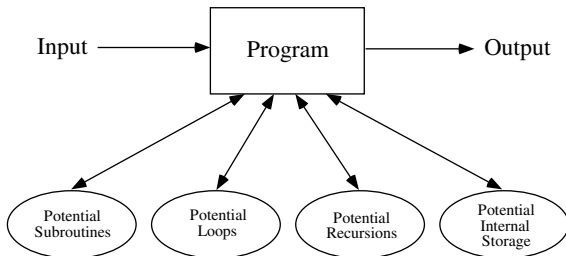 Input
Program
Output
Potential
Subroutines
Potential
Loops
Potential
Recursions
Potential
Internal
Storage